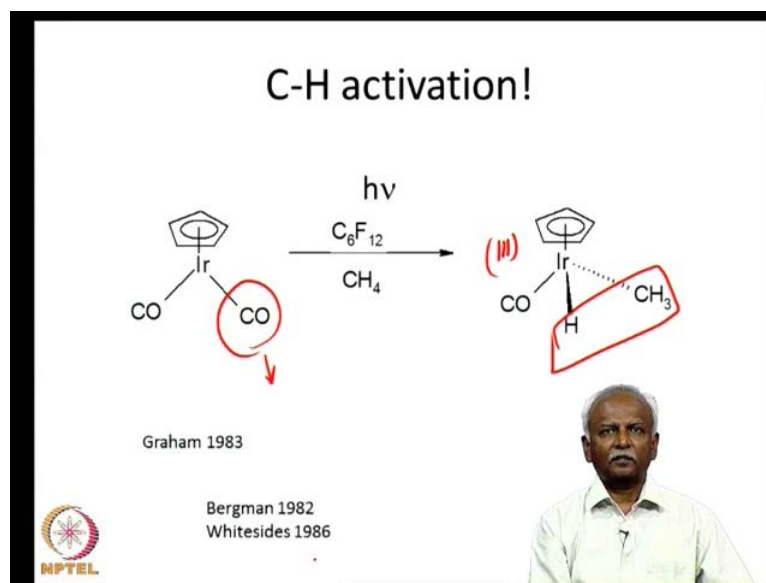 C-H activation!
hν
C₆F₁₂
CH₄
Ir
CO
CO
(III)
Ir
CO
H
CH₃
Graham 1983
Bergman 1982
Whitesides 1986
NPTEL